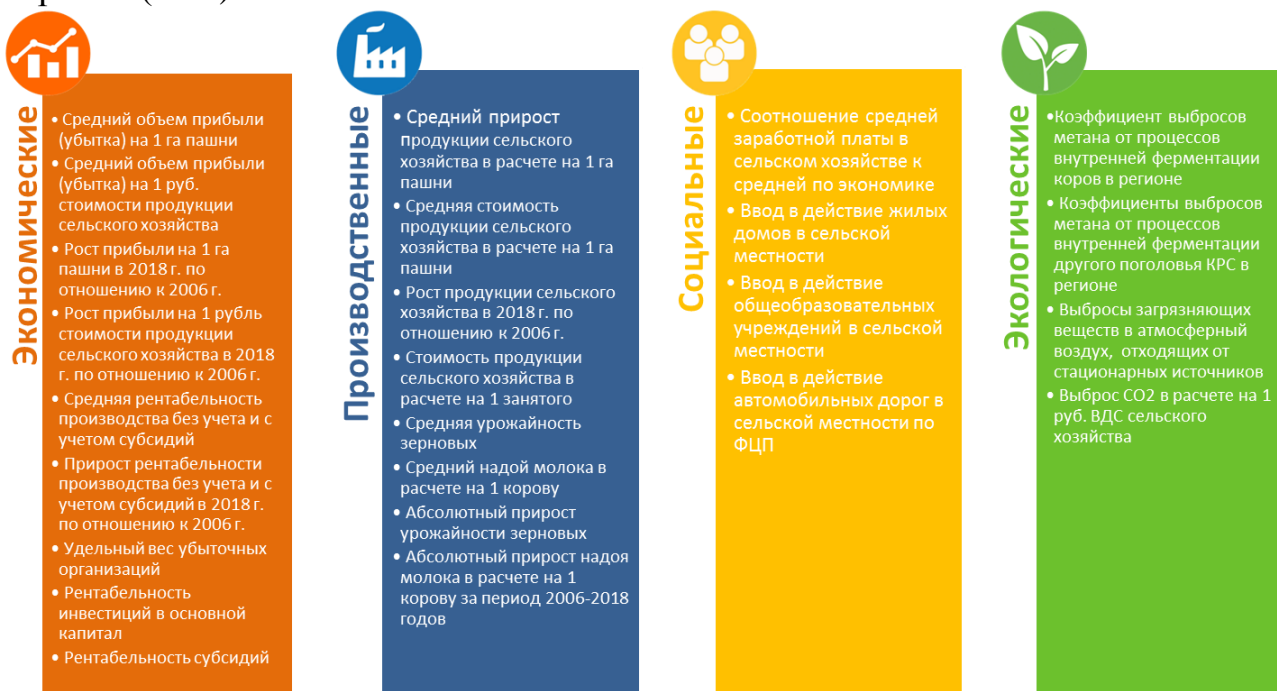 Экономические
• Средний объем прибыли
(убытка) на 1 га пашни
• Средний объем прибыли
(убытка) на 1 руб.
стоимости продукции
сельского хозяйства
• Рост прибыли на 1 га
пашни в 2018 г. по
отношению к 2006 г.
• Рост прибыли на 1 рубль
стоимости продукции
сельского хозяйства в 2018
г. по отношению к 2006 г.
• Средняя рентабельность
производства без учета и с
учетом субсидий
• Прирост рентабельности
производства без учета и с
учетом субсидий в 2018 г.
по отношению к 2006 г.
• Удельный вес убыточных
организаций
• Рентабельность
инвестиций в основной
капитал
• Рентабельность субсидий
Производственные
• Средний прирост
продукции сельского
хозяйства в расчете на 1 га
пашни
• Средняя стоимость
продукции сельского
хозяйства в расчете на 1 га
пашни
• Рост продукции сельского
хозяйства в 2018 г. по
отношению к 2006 г.
• Стоимость продукции
сельского хозяйства в
расчете на 1 занятого
• Средняя урожайность
зерновых
• Средний надой молока в
расчете на 1 корову
• Абсолютный прирост
урожайности зерновых
• Абсолютный прирост надоя
молока в расчете на 1
корову за период 2006-2018
годов
Социальные
• Соотношение средней
заработной платы в
сельском хозяйстве к
средней по экономике
• Ввод в действие жилых
домов в сельской
местности
• Ввод в действие
общеобразовательных
учреждений в сельской
местности
• Ввод в действие
автомобильных дорог в
сельской местности по
ФЦП
Экологические
•Коэффициент выбросов
метана от процессов
внутренней ферментации
коров в регионе
• Коэффициенты выбросов
метана от процессов
внутренней ферментации
другого поголовья КРС в
регионе
• Выбросы загрязняющих
веществ в атмосферный
воздух, отходящих от
стационарных источников
• Выброс СО2 в расчете на 1
руб. ВДС сельского
хозяйства